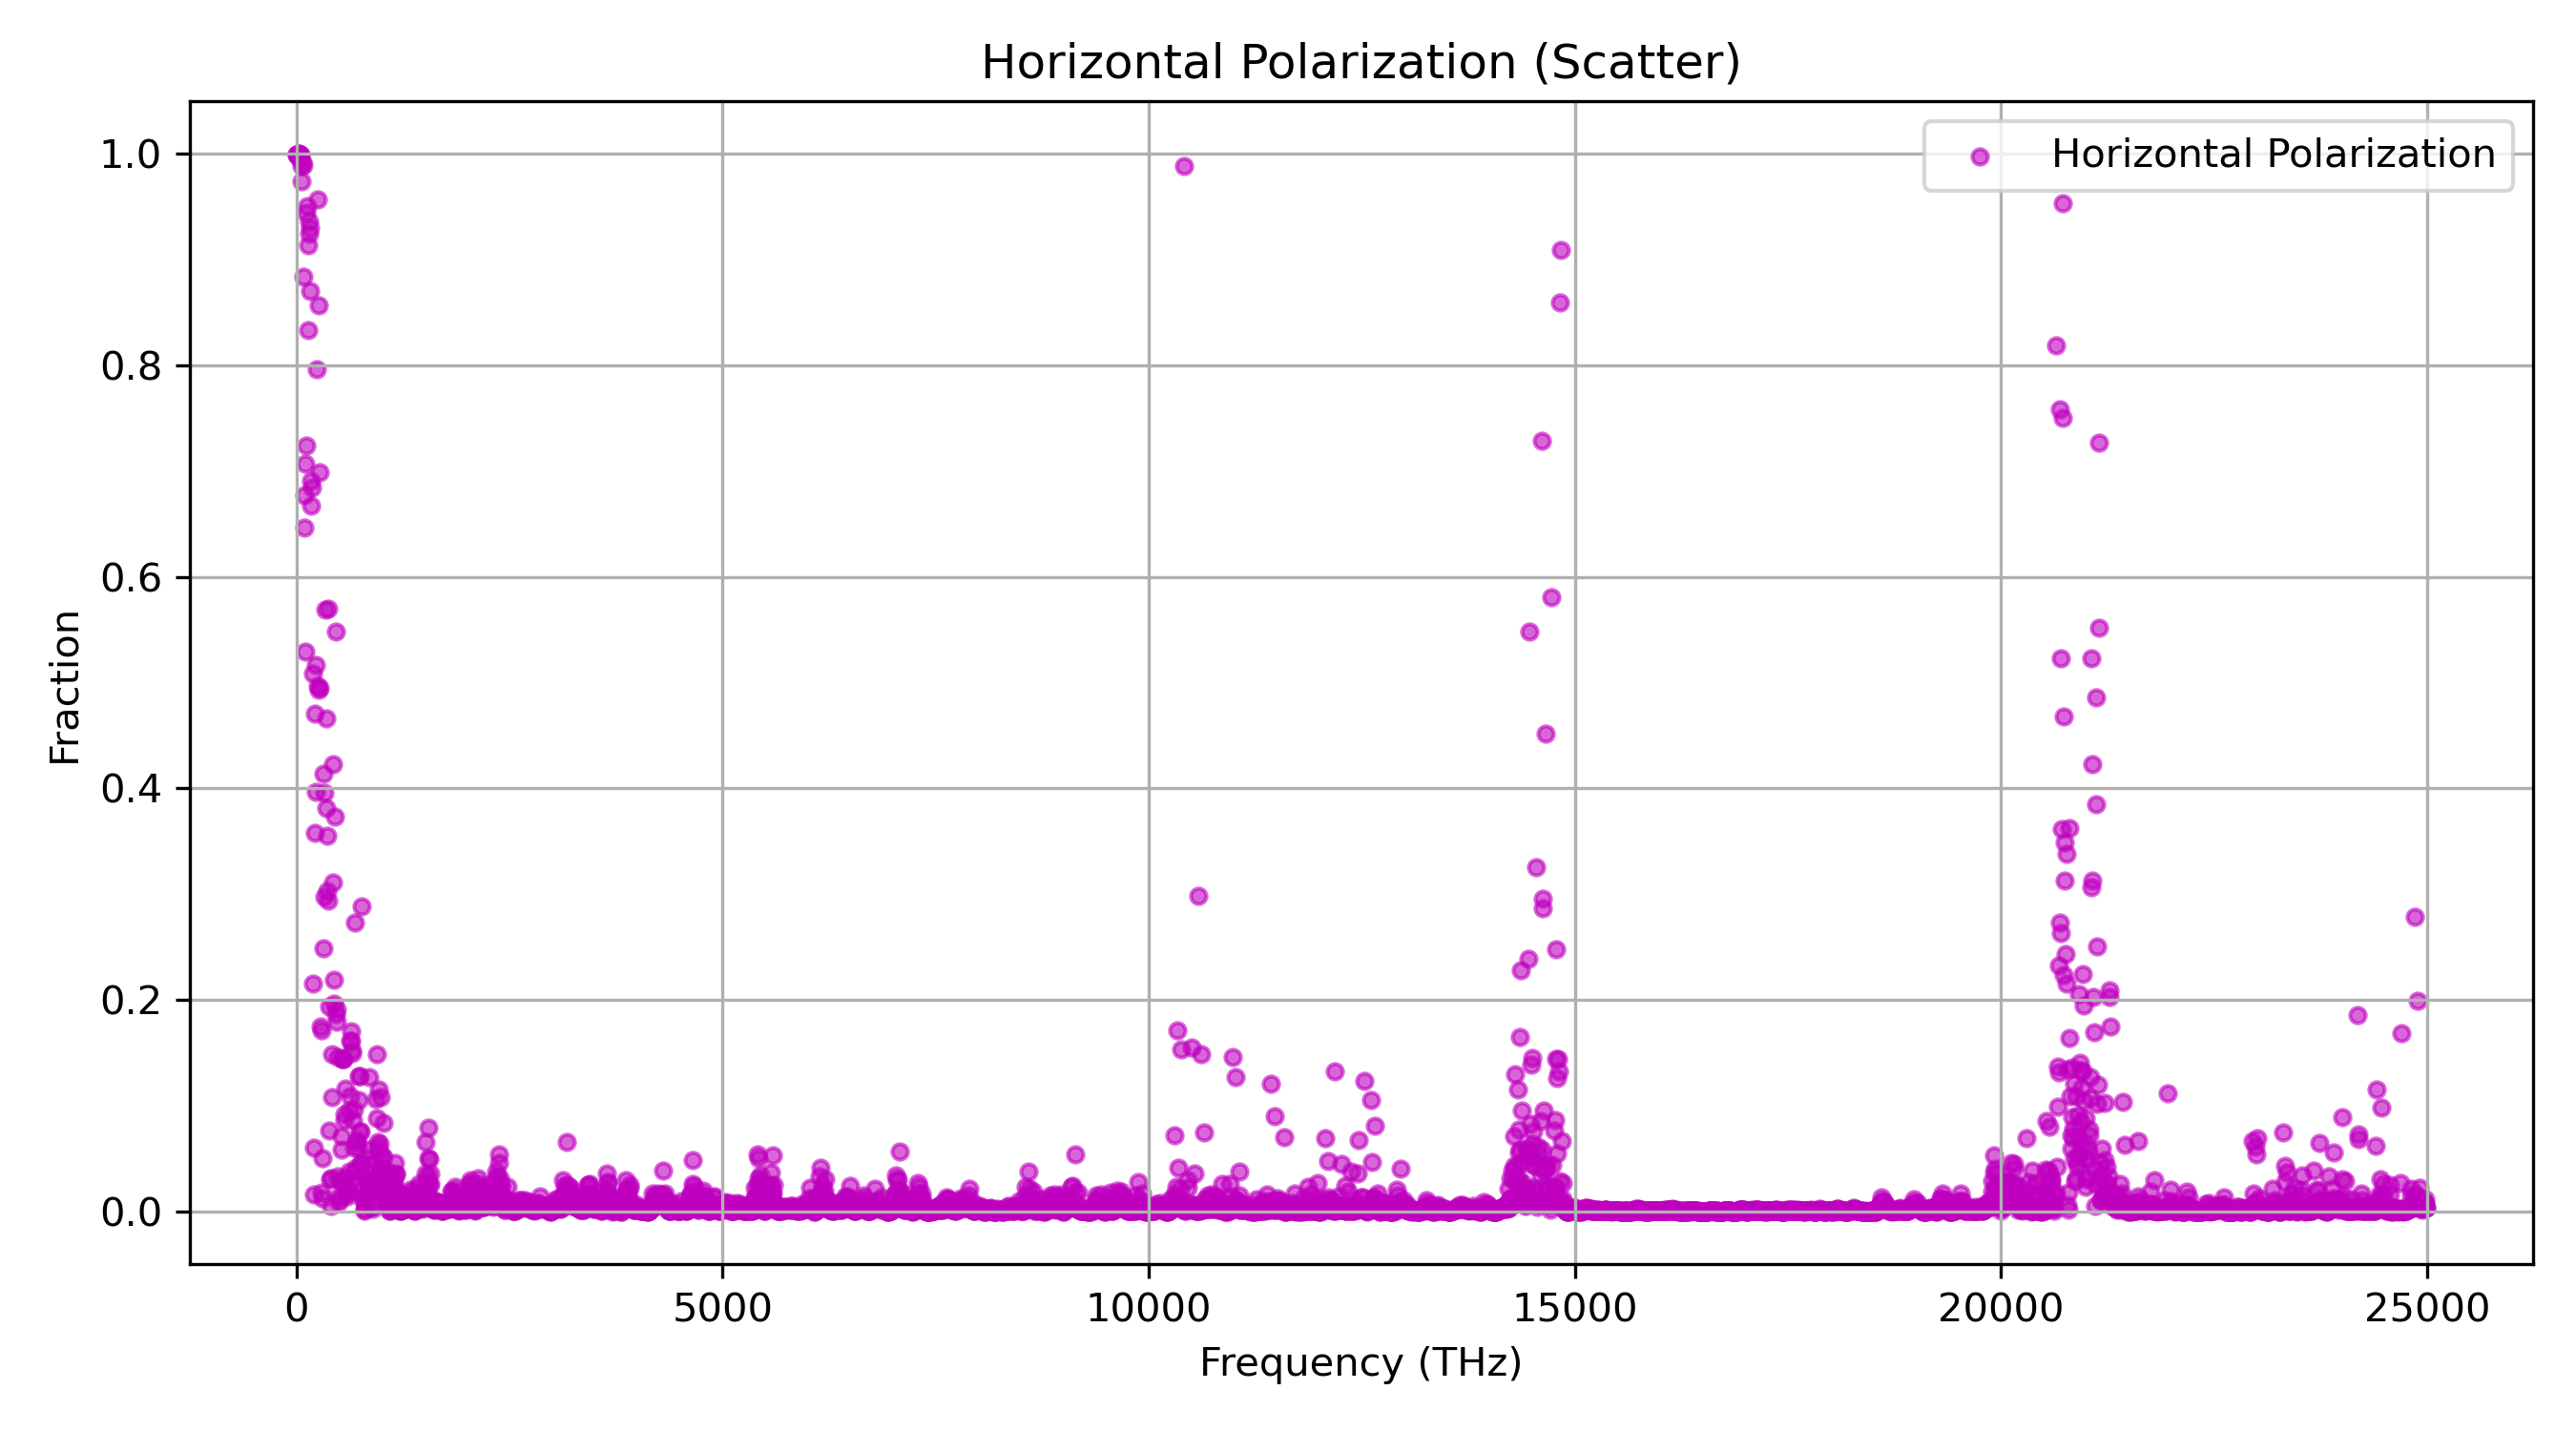 Horizontal Polarization (Scatter)
Horizontal Polarization
1.0
0.8
0.6
0.4
0.2
0.0
Fraction
0 5000 10000 15000 20000 25000
Frequency (THz)